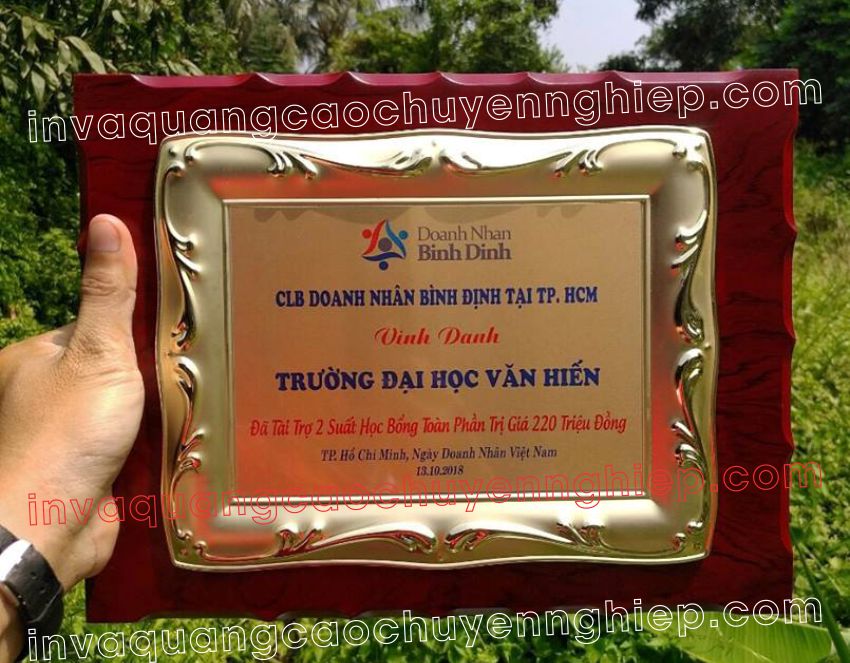 invaquangcaochuyennghiep.com
Doanh Nhan
Binh Dinh
CLB DOANH NHÂN BÌNH ĐỊNH TẠI TP. HCM
Vinh Danh
TRƯỜNG ĐẠI HỌC VĂN HIẾN
Đã Tài Trợ 2 Suất Học Bổng Toàn Phần Trị Giá 220 Triệu Đồng
TP. Hồ Chí Minh, Ngày Doanh Nhân Việt Nam
13.10.2018
invaquangcaochuyennghiep.com
invaquangcaochuyennghiep.com